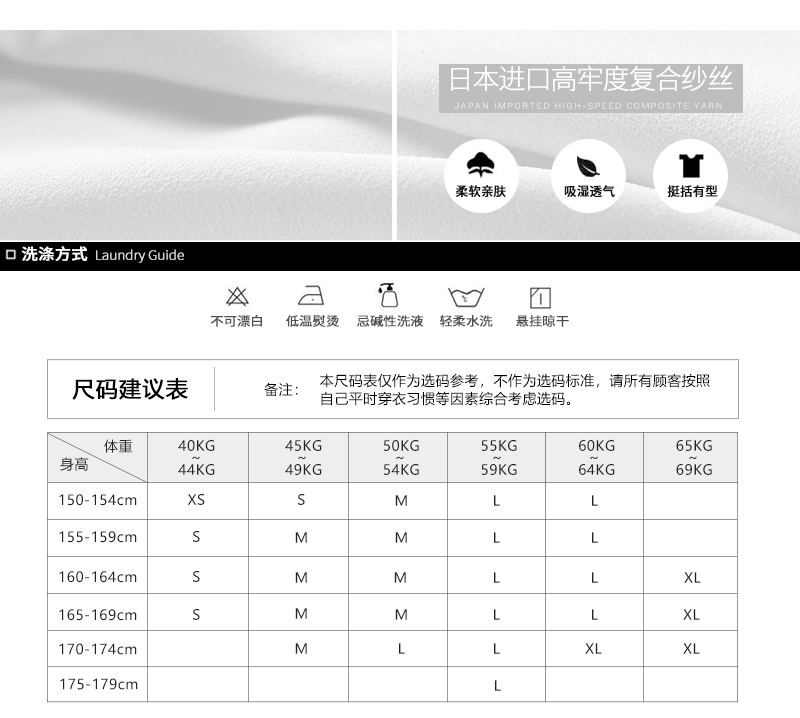 日本进口高牢度复合纱丝
JAPAN IMPORTED HIGH-SPEED COMPOSITE YARN
柔软亲肤 吸湿透气 挺括有型
洗涤方式 Laundry Guide
不可漂白 低温熨烫 忌碱性洗液 轻柔水洗 悬挂晾干
尺码建议表 备注： 本尺码表仅作为选码参考，不作为选码标准，请所有顾客按照
自己平时穿衣习惯等因素综合考虑选码。
体重 身高 40KG~44KG 45KG~49KG 50KG~54KG 55KG~59KG 60KG~64KG 65KG~69KG
150-154cm XS S M L L
155-159cm S M M L L
160-164cm S M M L L XL
165-169cm S M M L L XL
170-174cm M L L XL XL
175-179cm L